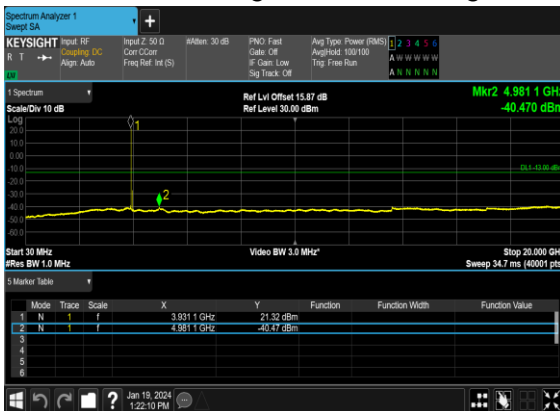 Spectrum Analyzer 1
Swept SA
KEYSIGHT
R T
LV
Input: RF
Coupling: DC
Align: Auto
Input Z: 50 Ω
Corr CCorr
Freq Ref: Int (S)
#Atten: 30 dB
PNO: Fast
Gate: Off
IF Gain: Low
Sig Track: Off
Avg Type: Power (RMS)
Avg|Hold: 100/100
Trig: Free Run
1 2 3 4 5 6
A W W W W W
A N N N N N
1 Spectrum
Scale/Div 10 dB
Ref Lvl Offset 15.87 dB
Ref Level 30.00 dBm
Mkr2 4.981 1 GHz
-40.470 dBm
Log
20.0
10.0
0.00
-10.0
-20.0
-30.0
-40.0
-50.0
-60.0
1
2
DL1 -13.00 dBm
Start 30 MHz
#Res BW 1.0 MHz
Video BW 3.0 MHz*
Stop 20.000 GH
Sweep 34.7 ms (40001 pts
5 Marker Table
Mode Trace Scale X Y Function Function Width Function Value
1 N 1 f 3.931 1 GHz 21.32 dBm
2 N 1 f 4.981 1 GHz -40.47 dBm
3
4
5
6
?
Jan 19, 2024
1:22:10 PM